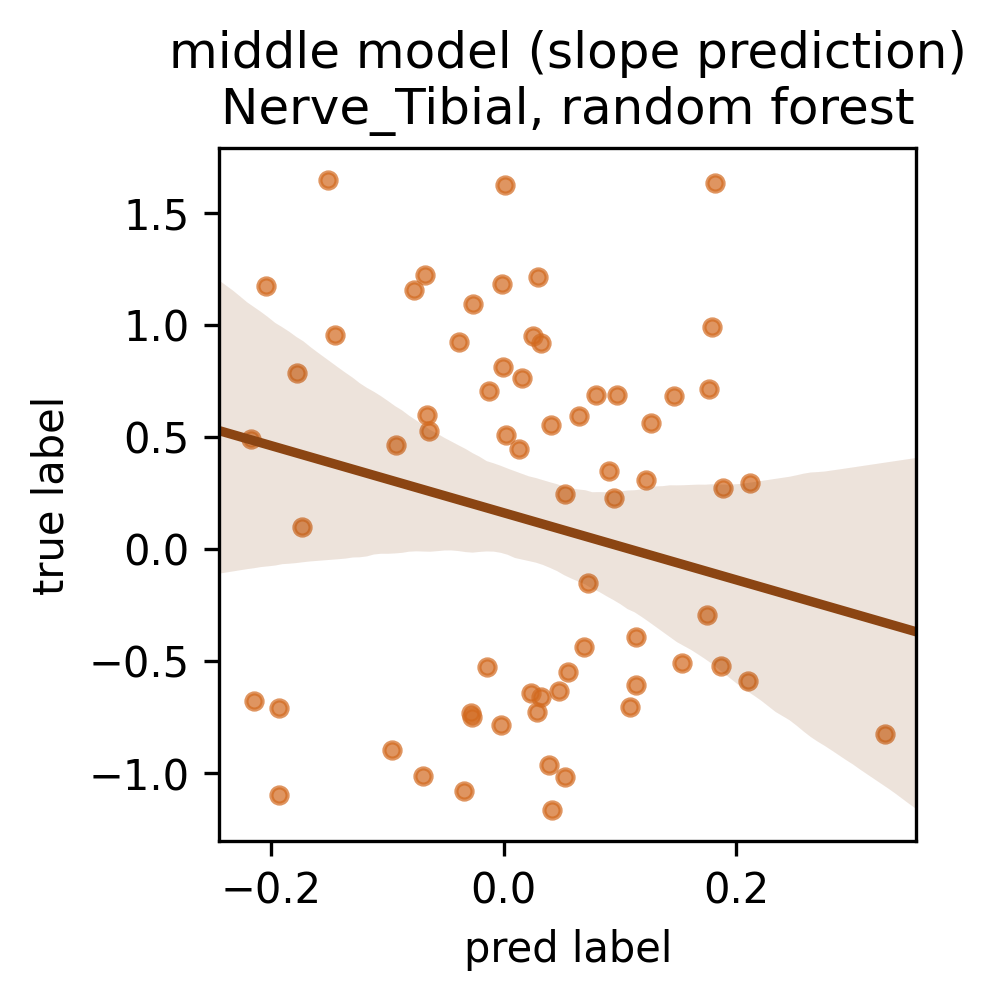 middle model (slope prediction)
Nerve_Tibial, random forest
1.5
1.0
0.5
0.0
−0.5
−1.0
true label
−0.2
0.0
0.2
pred label